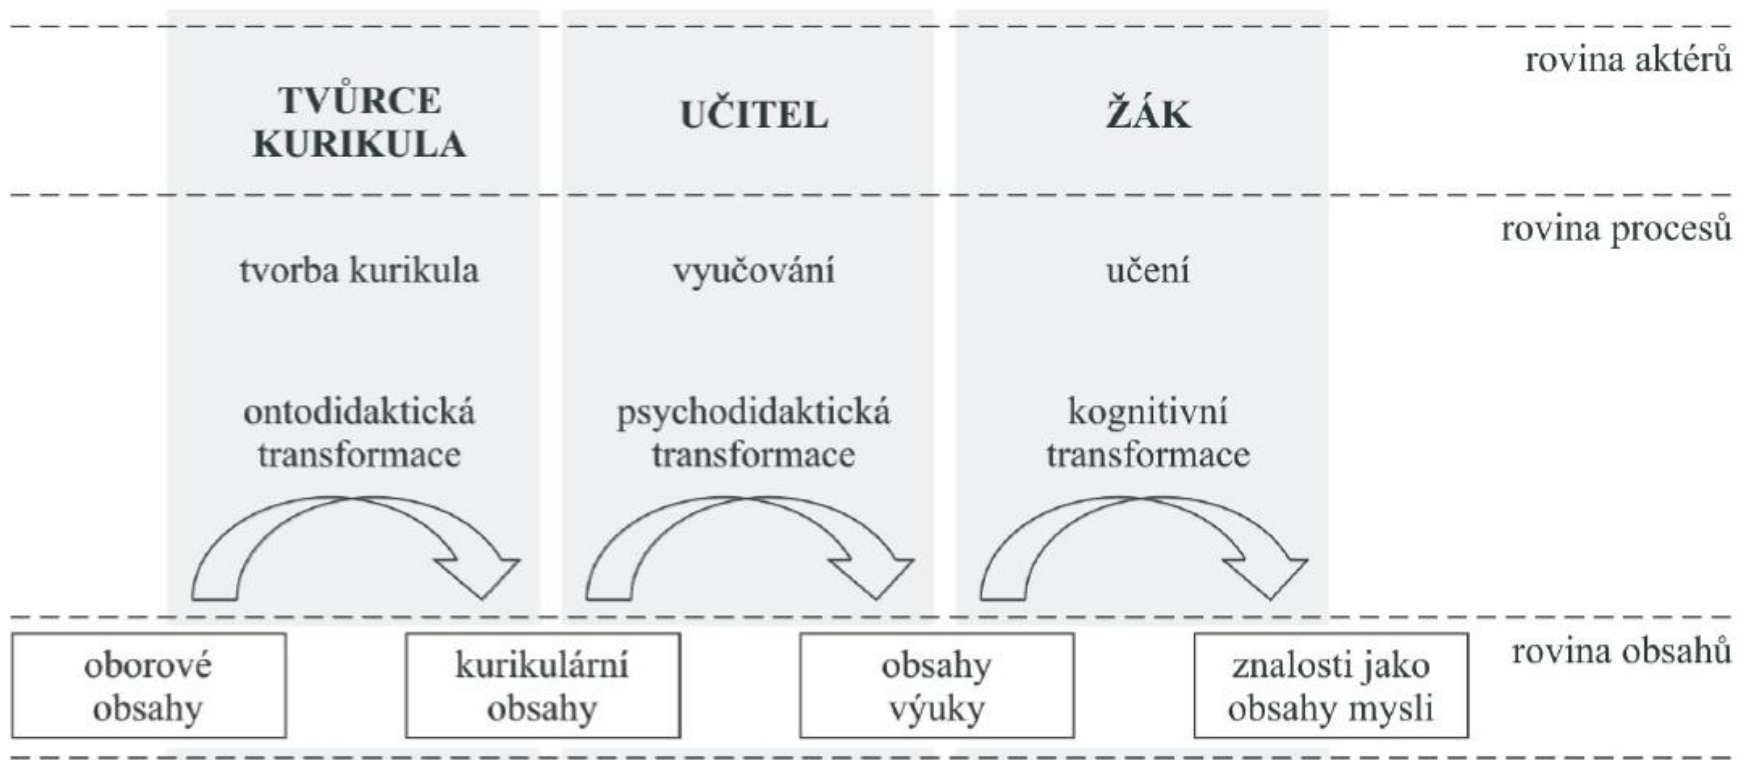 rovina aktérů
TVŮRCE
KURIKULA
UČITEL
ŽÁK
rovina procesů
tvorba kurikula
vyučování
učení
ontodidaktická
transformace
psychodidaktická
transformace
kognitivní
transformace
rovina obsahů
oborové
obsahy
kurikulární
obsahy
obsahy
výuky
znalosti jako
obsahy mysli